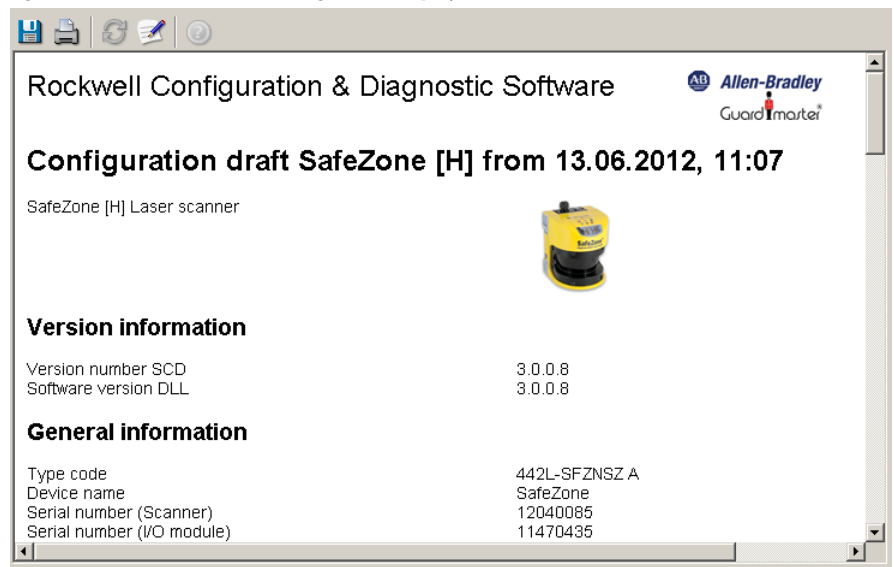 Rockwell Configuration & Diagnostic Software
AB Allen-Bradley
Guardmaster
Configuration draft SafeZone [H] from 13.06.2012, 11:07
SafeZone [H] Laser scanner
SafeZone
Version information
Version number SCD 3.0.0.8
Software version DLL 3.0.0.8
General information
Type code 442L-SFZNSZ A
Device name SafeZone
Serial number (Scanner) 12040085
Serial number (I/O module) 11470435